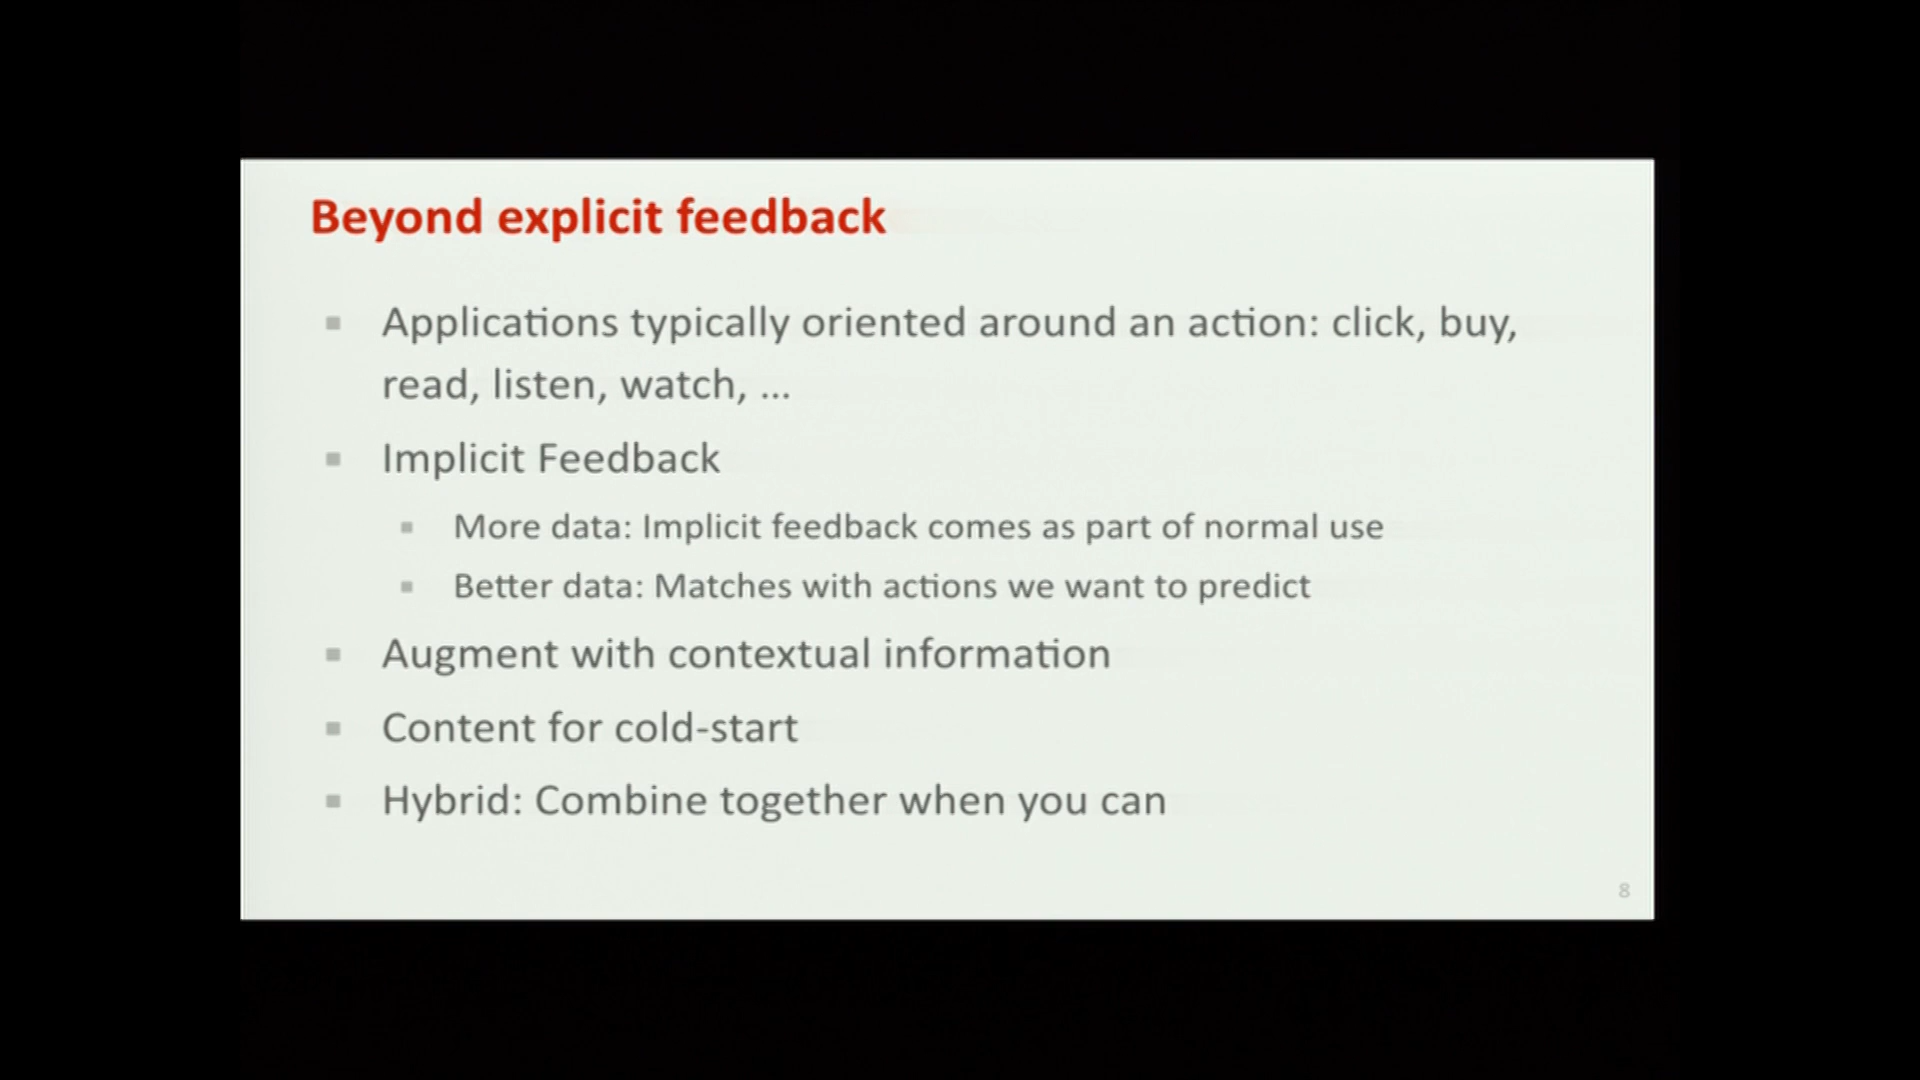 Beyond explicit feedback
Applications typically oriented around an action: click, buy,
read, listen, watch, ...
Implicit Feedback
More data: Implicit feedback comes as part of normal use
Better data: Matches with actions we want to predict
Augment with contextual information
Content for cold-start
Hybrid: Combine together when you can
8